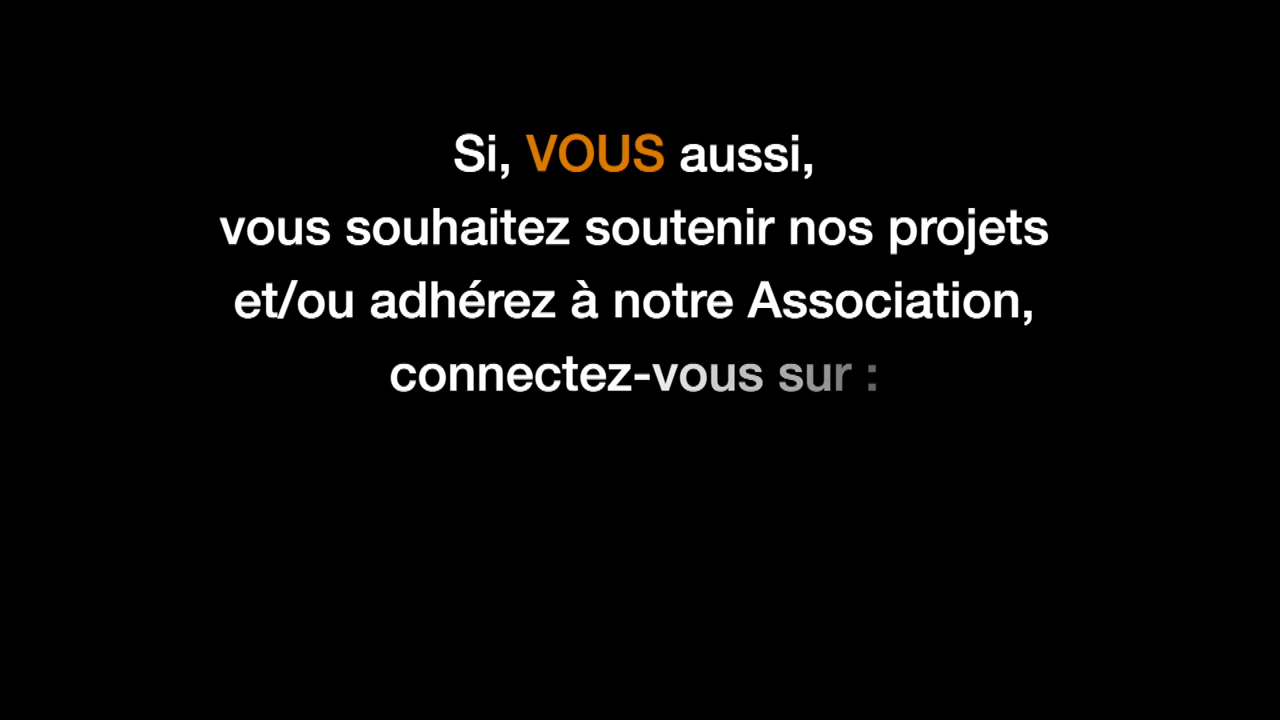 Si, VOUS aussi,
vous souhaitez soutenir nos projets
et/ou adhérez à notre Association,
connectez-vous sur :